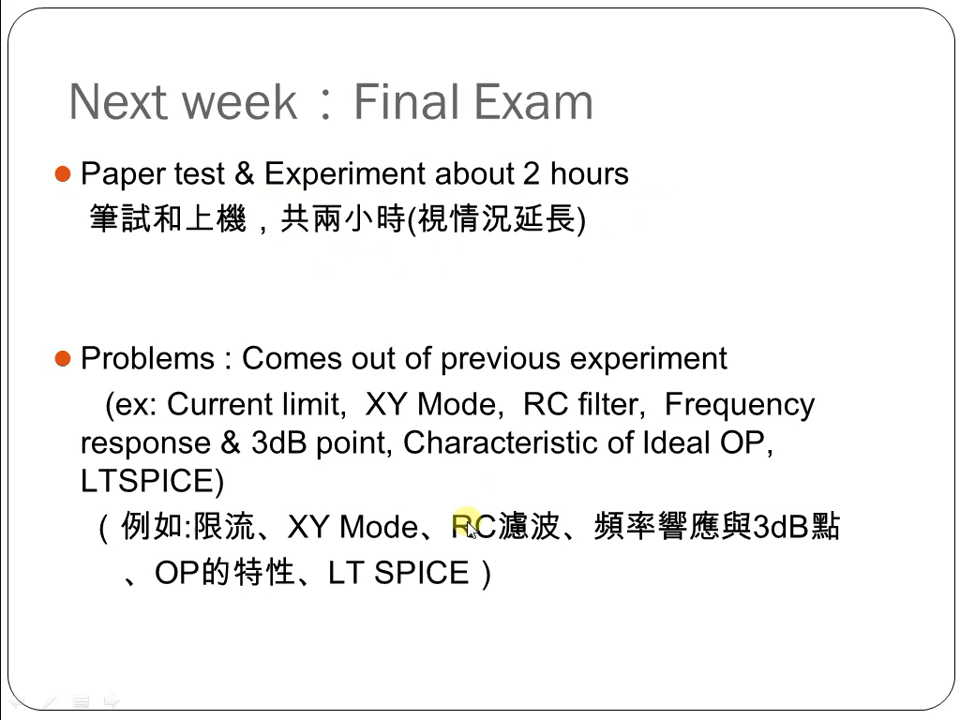 Next week：Final Exam
Paper test & Experiment about 2 hours
筆試和上機，共兩小時(視情況延長)
Problems : Comes out of previous experiment
(ex: Current limit, XY Mode, RC filter, Frequency
response & 3dB point, Characteristic of Ideal OP,
LTSPICE)
（例如:限流、XY Mode、RC濾波、頻率響應與3dB點
、OP的特性、LT SPICE）